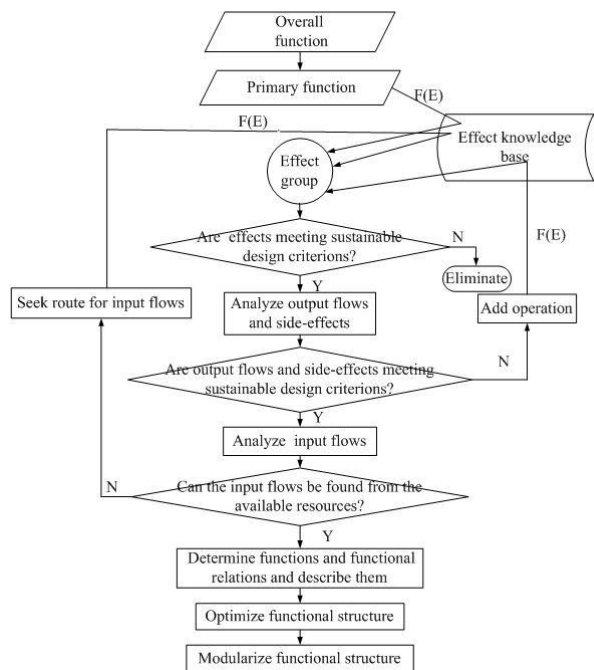 Overall
function
Primary function
F(E)
F(E)
Effect knowledge
base
Effect
group
Are effects meeting sustainable
design criterions?
N
F(E)
Eliminate
Y
Seek route for input flows
Analyze output flows
and side-effects
Add operation
Are output flows and side-effects meeting
sustainable design criterions?
N
Y
Analyze input flows
N
Can the input flows be found from the
available resources?
Y
Determine functions and functional
relations and describe them
Optimize functional structure
Modularize functional structure